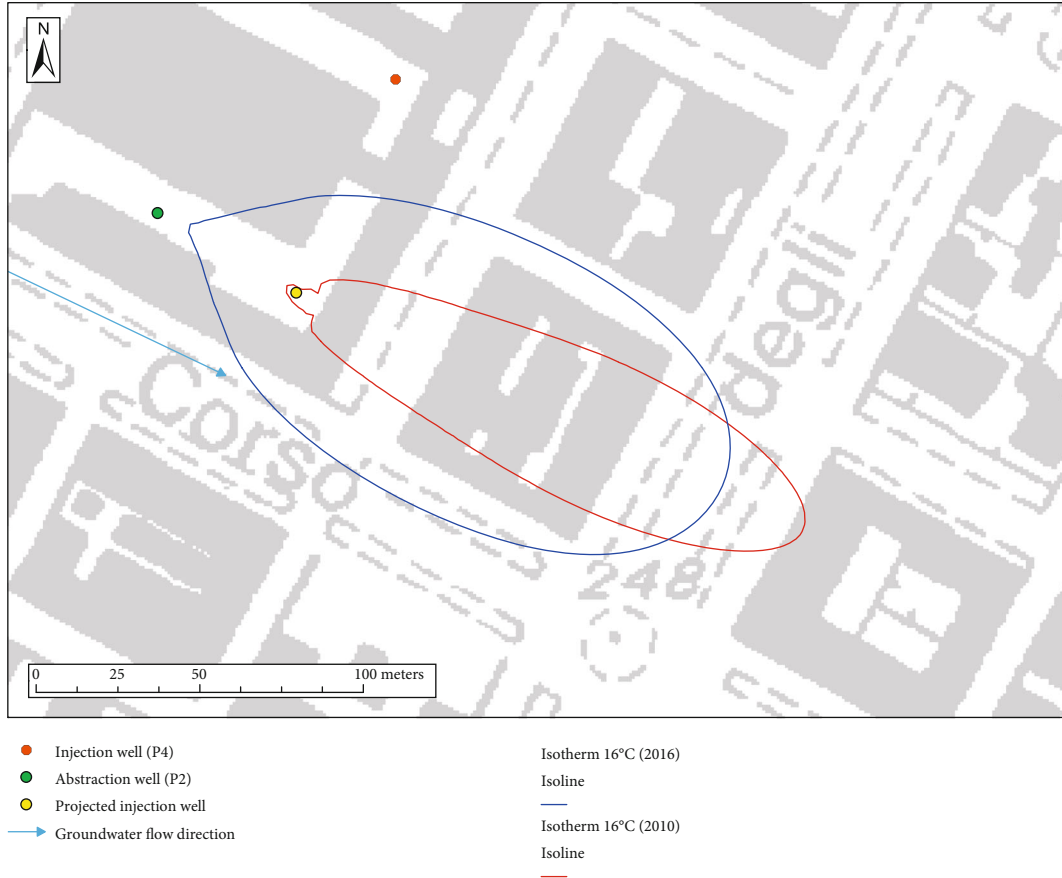 N
degli
Corso
248
0 25 50 100 meters
Injection well (P4)
Abstraction well (P2)
Projected injection well
Groundwater flow direction
Isotherm 16°C (2016)
Isoline
Isotherm 16°C (2010)
Isoline